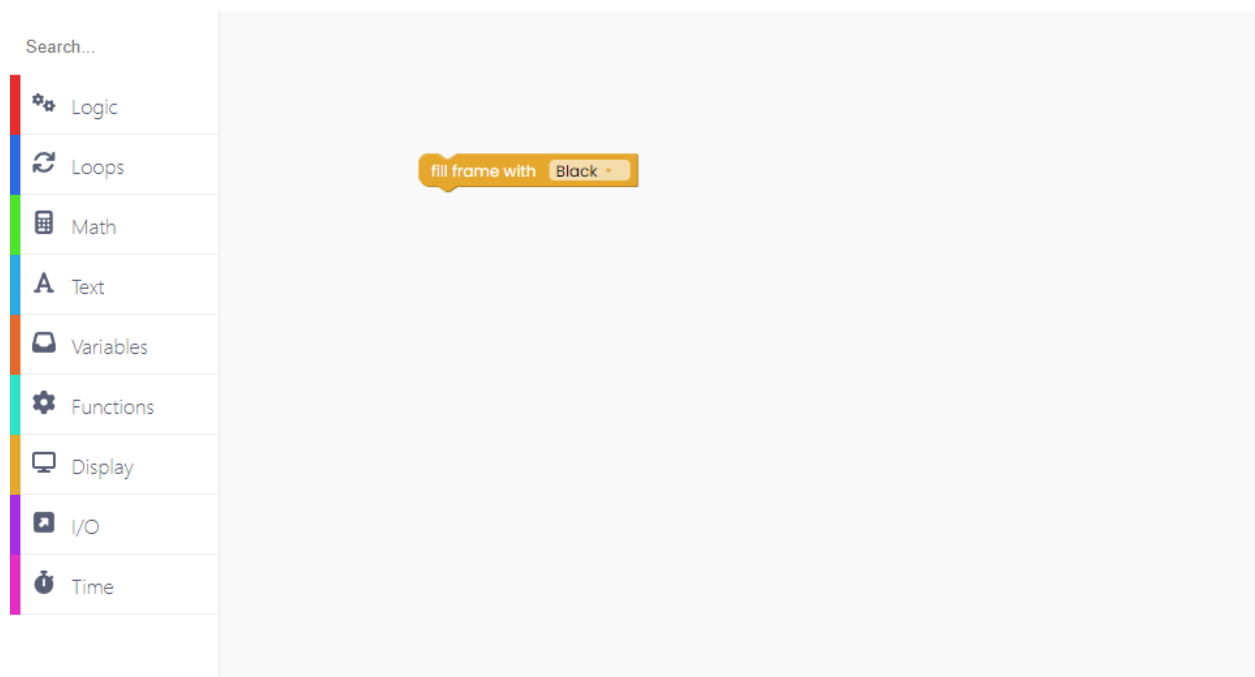 Search...
Logic
Loops
fill frame with Black
Math
Text
Variables
Functions
Display
I/O
Time